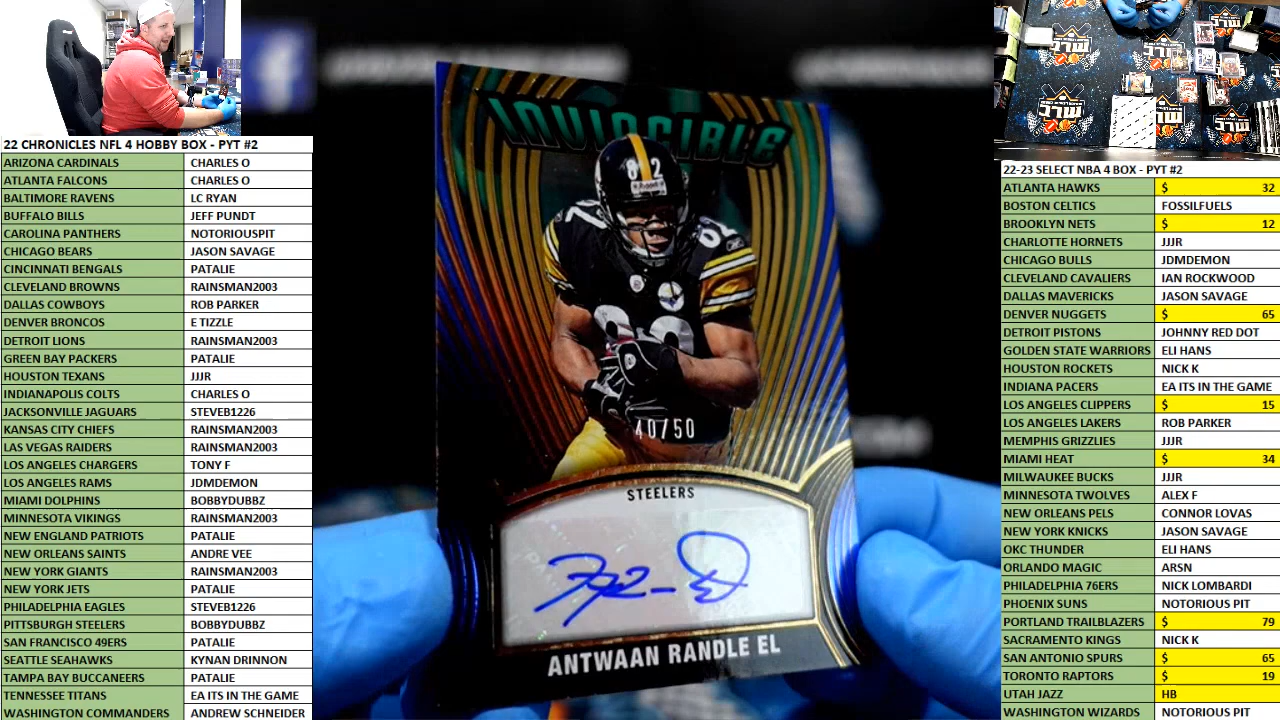 22 CHRONICLES NFL 4 HOBBY BOX - PYT #2
ARIZONA CARDINALS CHARLES O
ATLANTA FALCONS CHARLES O
BALTIMORE RAVENS LC RYAN
BUFFALO BILLS JEFF PUNDT
CAROLINA PANTHERS NOTORIOUSPIT
CHICAGO BEARS JASON SAVAGE
CINCINNATI BENGALS PATALIE
CLEVELAND BROWNS RAINSMAN2003
DALLAS COWBOYS ROB PARKER
DENVER BRONCOS E TIZZLE
DETROIT LIONS RAINSMAN2003
GREEN BAY PACKERS PATALIE
HOUSTON TEXANS JJJR
INDIANAPOLIS COLTS CHARLES O
JACKSONVILLE JAGUARS STEVEB1226
KANSAS CITY CHIEFS RAINSMAN2003
LAS VEGAS RAIDERS RAINSMAN2003
LOS ANGELES CHARGERS TONY F
LOS ANGELES RAMS JDMDEMON
MIAMI DOLPHINS BOBBYDUBBZ
MINNESOTA VIKINGS RAINSMAN2003
NEW ENGLAND PATRIOTS PATALIE
NEW ORLEANS SAINTS ANDRE VEE
NEW YORK GIANTS RAINSMAN2003
NEW YORK JETS PATALIE
PHILADELPHIA EAGLES STEVEB1226
PITTSBURGH STEELERS BOBBYDUBBZ
SAN FRANCISCO 49ERS PATALIE
SEATTLE SEAHAWKS KYNAN DRINNON
TAMPA BAY BUCCANEERS PATALIE
TENNESSEE TITANS EA ITS IN THE GAME
WASHINGTON COMMANDERS ANDREW SCHNEIDER
INVINCIBLE
82
82
82
40/50
STEELERS
ANTWAAN RANDLE EL
22-23 SELECT NBA 4 BOX - PYT #2
ATLANTA HAWKS $ 32
BOSTON CELTICS FOSSILFUELS
BROOKLYN NETS $ 12
CHARLOTTE HORNETS JJJR
CHICAGO BULLS JDMDEMON
CLEVELAND CAVALIERS IAN ROCKWOOD
DALLAS MAVERICKS JASON SAVAGE
DENVER NUGGETS $ 65
DETROIT PISTONS JOHNNY RED DOT
GOLDEN STATE WARRIORS ELI HANS
HOUSTON ROCKETS NICK K
INDIANA PACERS EA ITS IN THE GAME
LOS ANGELES CLIPPERS $ 15
LOS ANGELES LAKERS ROB PARKER
MEMPHIS GRIZZLIES JJJR
MIAMI HEAT $ 34
MILWAUKEE BUCKS JJJR
MINNESOTA TWOLVES ALEX F
NEW ORLEANS PELS CONNOR LOVAS
NEW YORK KNICKS JASON SAVAGE
OKC THUNDER ELI HANS
ORLANDO MAGIC ARSN
PHILADELPHIA 76ERS NICK LOMBARDI
PHOENIX SUNS NOTORIOUS PIT
PORTLAND TRAILBLAZERS $ 79
SACRAMENTO KINGS NICK K
SAN ANTONIO SPURS $ 65
TORONTO RAPTORS $ 19
UTAH JAZZ HB
WASHINGTON WIZARDS NOTORIOUS PIT